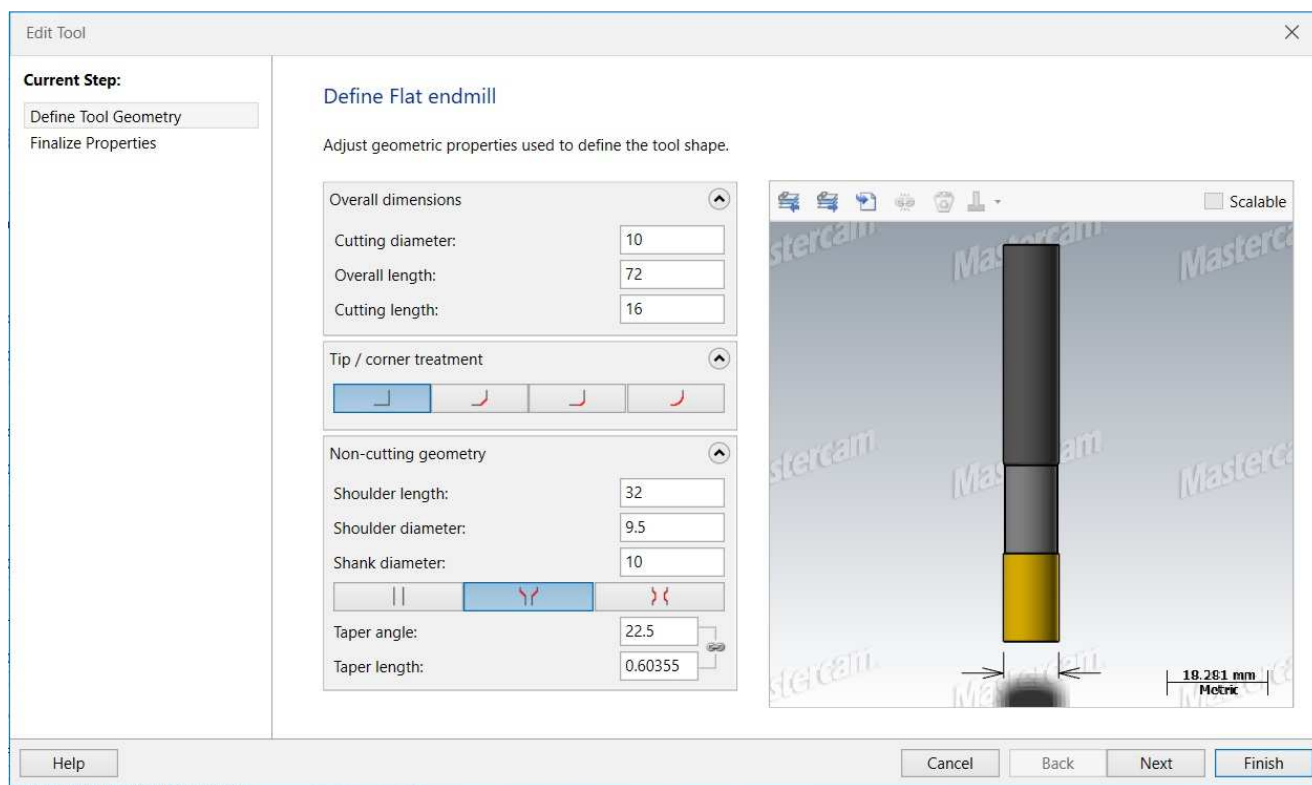 Edit Tool
Current Step:
Define Tool Geometry
Finalize Properties
Define Flat endmill
Adjust geometric properties used to define the tool shape.
Overall dimensions
Cutting diameter: 10
Overall length: 72
Cutting length: 16
Tip / corner treatment
Non-cutting geometry
Shoulder length: 32
Shoulder diameter: 9.5
Shank diameter: 10
Taper angle: 22.5
Taper length: 0.60355
Scalable
Mastercam
18.281 mm
Metric
Help
Cancel
Back
Next
Finish